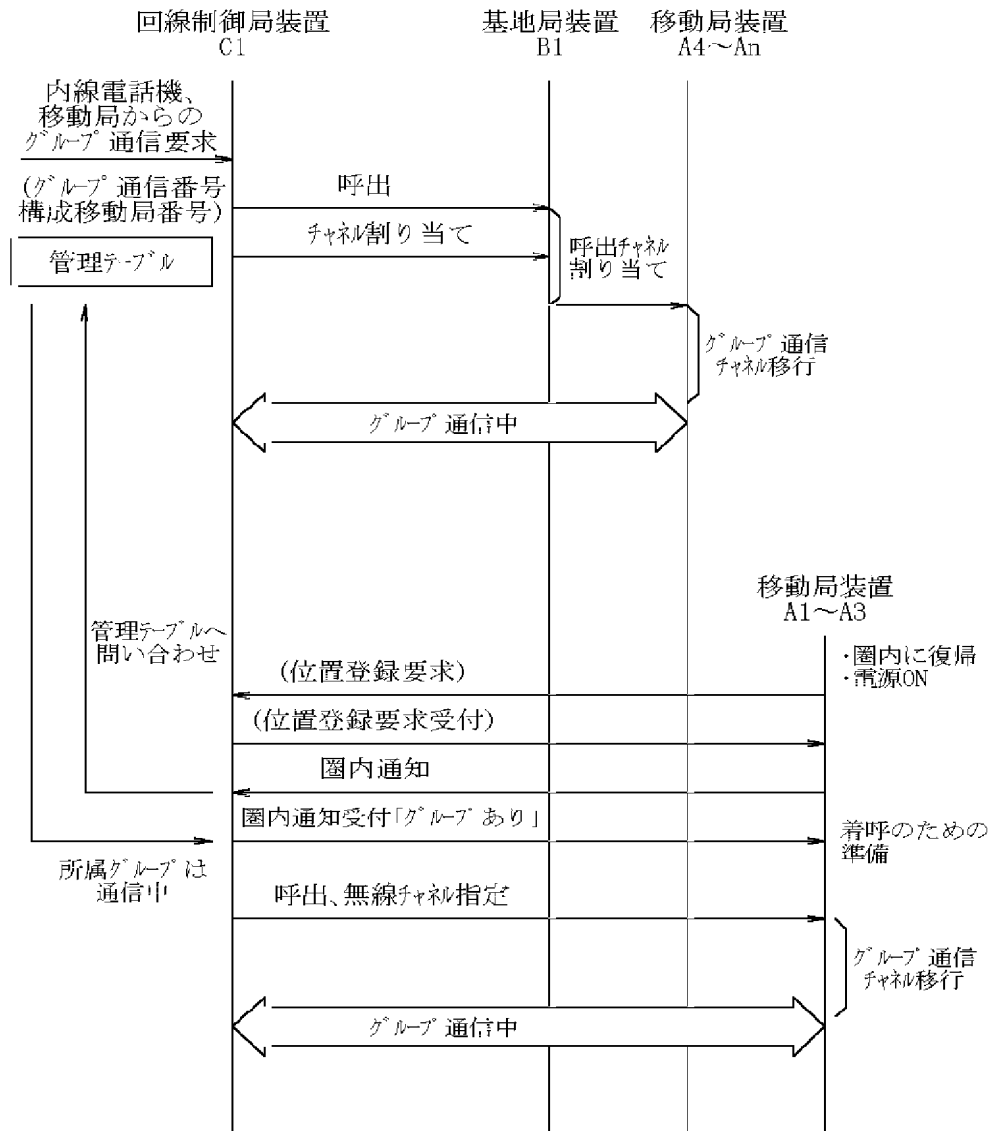 回線制御局装置
C1
基地局装置
B1
移動局装置
A4～An
内線電話機、
移動局からの
グループ通信要求
(グループ通信番号
構成移動局番号)
管理テーブル
呼出
チャネル割り当て
呼出チャネル
割り当て
グループ通信
チャネル移行
グループ通信中
移動局装置
A1～A3
・圏内に復帰
・電源ON
管理テーブルへ
問い合わせ
(位置登録要求)
(位置登録要求受付)
圏内通知
圏内通知受付「グループあり」
着呼のための
準備
所属グループは
通信中
呼出、無線チャネル指定
グループ通信
チャネル移行
グループ通信中